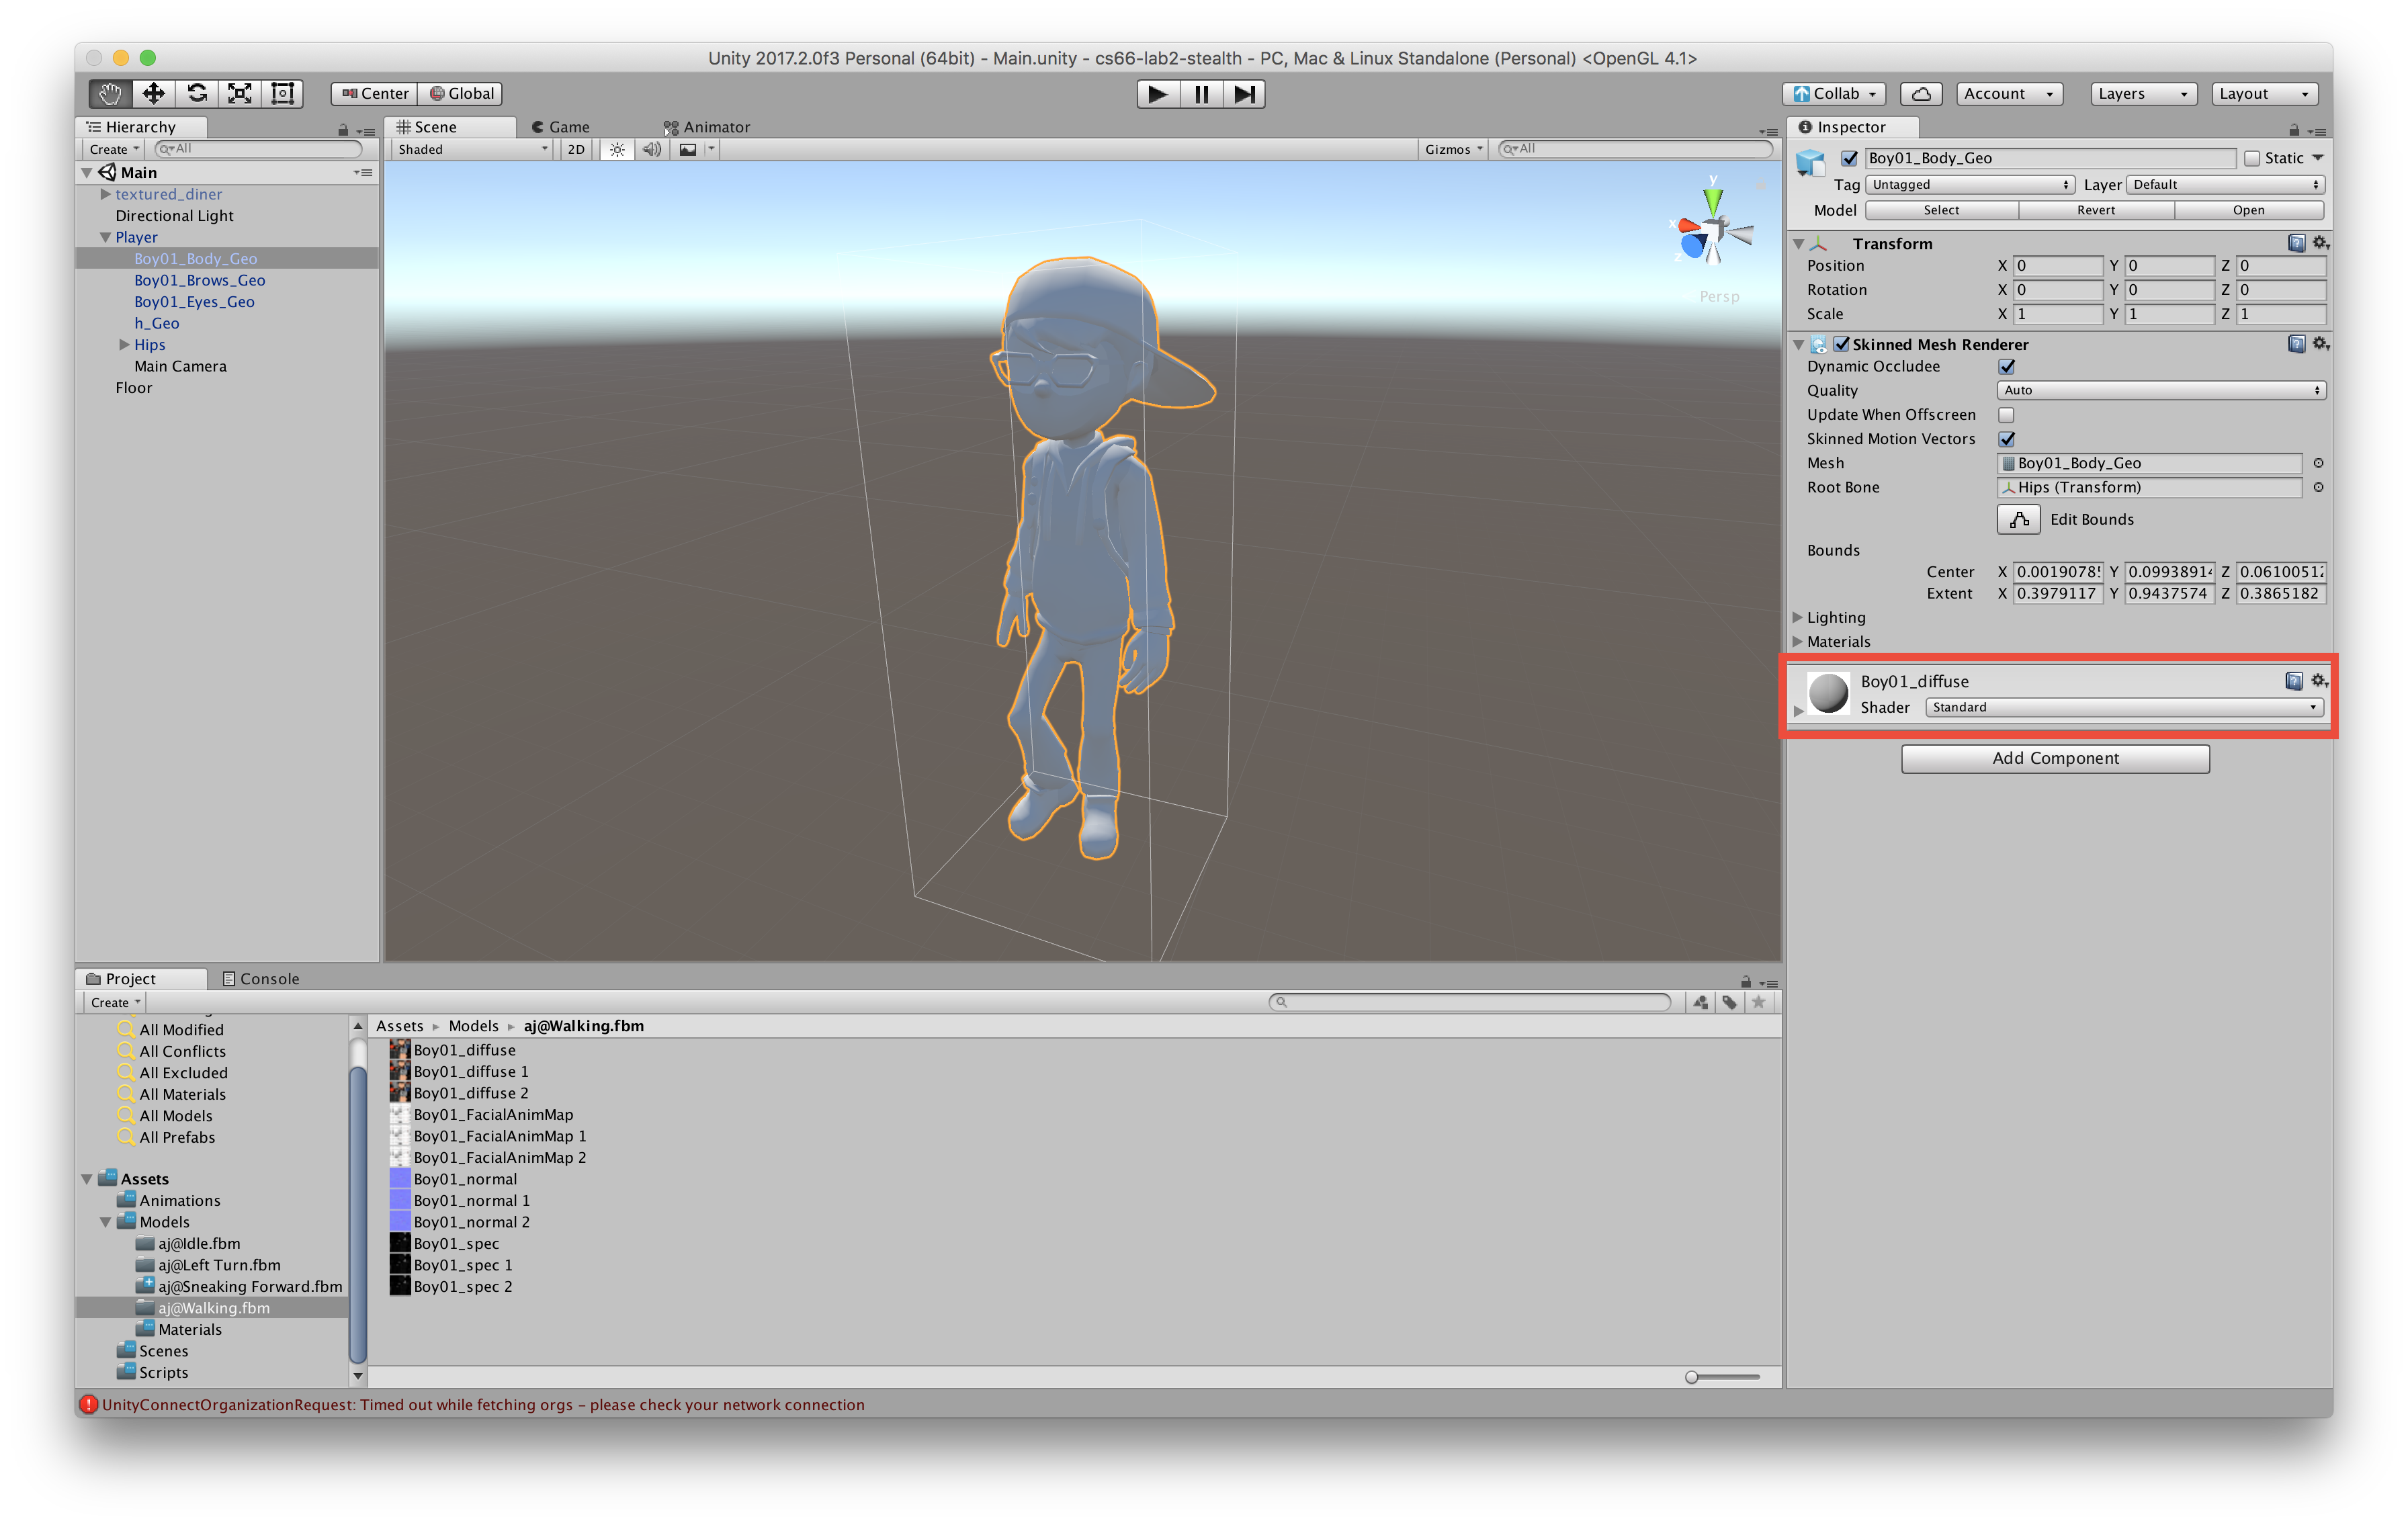 Unity 2017.2.0f3 Personal (64bit) - Main.unity - cs66-lab2-stealth - PC, Mac & Linux Standalone (Personal) <OpenGL 4.1>
Center Global Collab Account Layers Layout
Hierarchy
Create All
Main
textured_diner
Directional Light
Player
Boy01_Body_Geo
Boy01_Brows_Geo
Boy01_Eyes_Geo
h_Geo
Hips
Main Camera
Floor
Scene Game Animator
Shaded 2D Gizmos All
y
x
z
Persp
Inspector
Boy01_Body_Geo Static
Tag Untagged Layer Default
Model Select Revert Open
Transform
Position X 0 Y 0 Z 0
Rotation X 0 Y 0 Z 0
Scale X 1 Y 1 Z 1
Skinned Mesh Renderer
Dynamic Occludee
Quality Auto
Update When Offscreen
Skinned Motion Vectors
Mesh Boy01_Body_Geo
Root Bone Hips (Transform)
Edit Bounds
Bounds
Center X 0.0019078 Y 0.0993891 Z 0.0610051
Extent X 0.3979117 Y 0.9437574 Z 0.3865182
Lighting
Materials
Boy01_diffuse
Shader Standard
Add Component
Project Console
Create
All Modified
All Conflicts
All Excluded
All Materials
All Models
All Prefabs
Assets
Animations
Models
aj@Idle.fbm
aj@Left Turn.fbm
aj@Sneaking Forward.fbm
aj@Walking.fbm
Materials
Scenes
Scripts
Assets Models aj@Walking.fbm
Boy01_diffuse
Boy01_diffuse 1
Boy01_diffuse 2
Boy01_FacialAnimMap
Boy01_FacialAnimMap 1
Boy01_FacialAnimMap 2
Boy01_normal
Boy01_normal 1
Boy01_normal 2
Boy01_spec
Boy01_spec 1
Boy01_spec 2
UnityConnectOrganizationRequest: Timed out while fetching orgs - please check your network connection